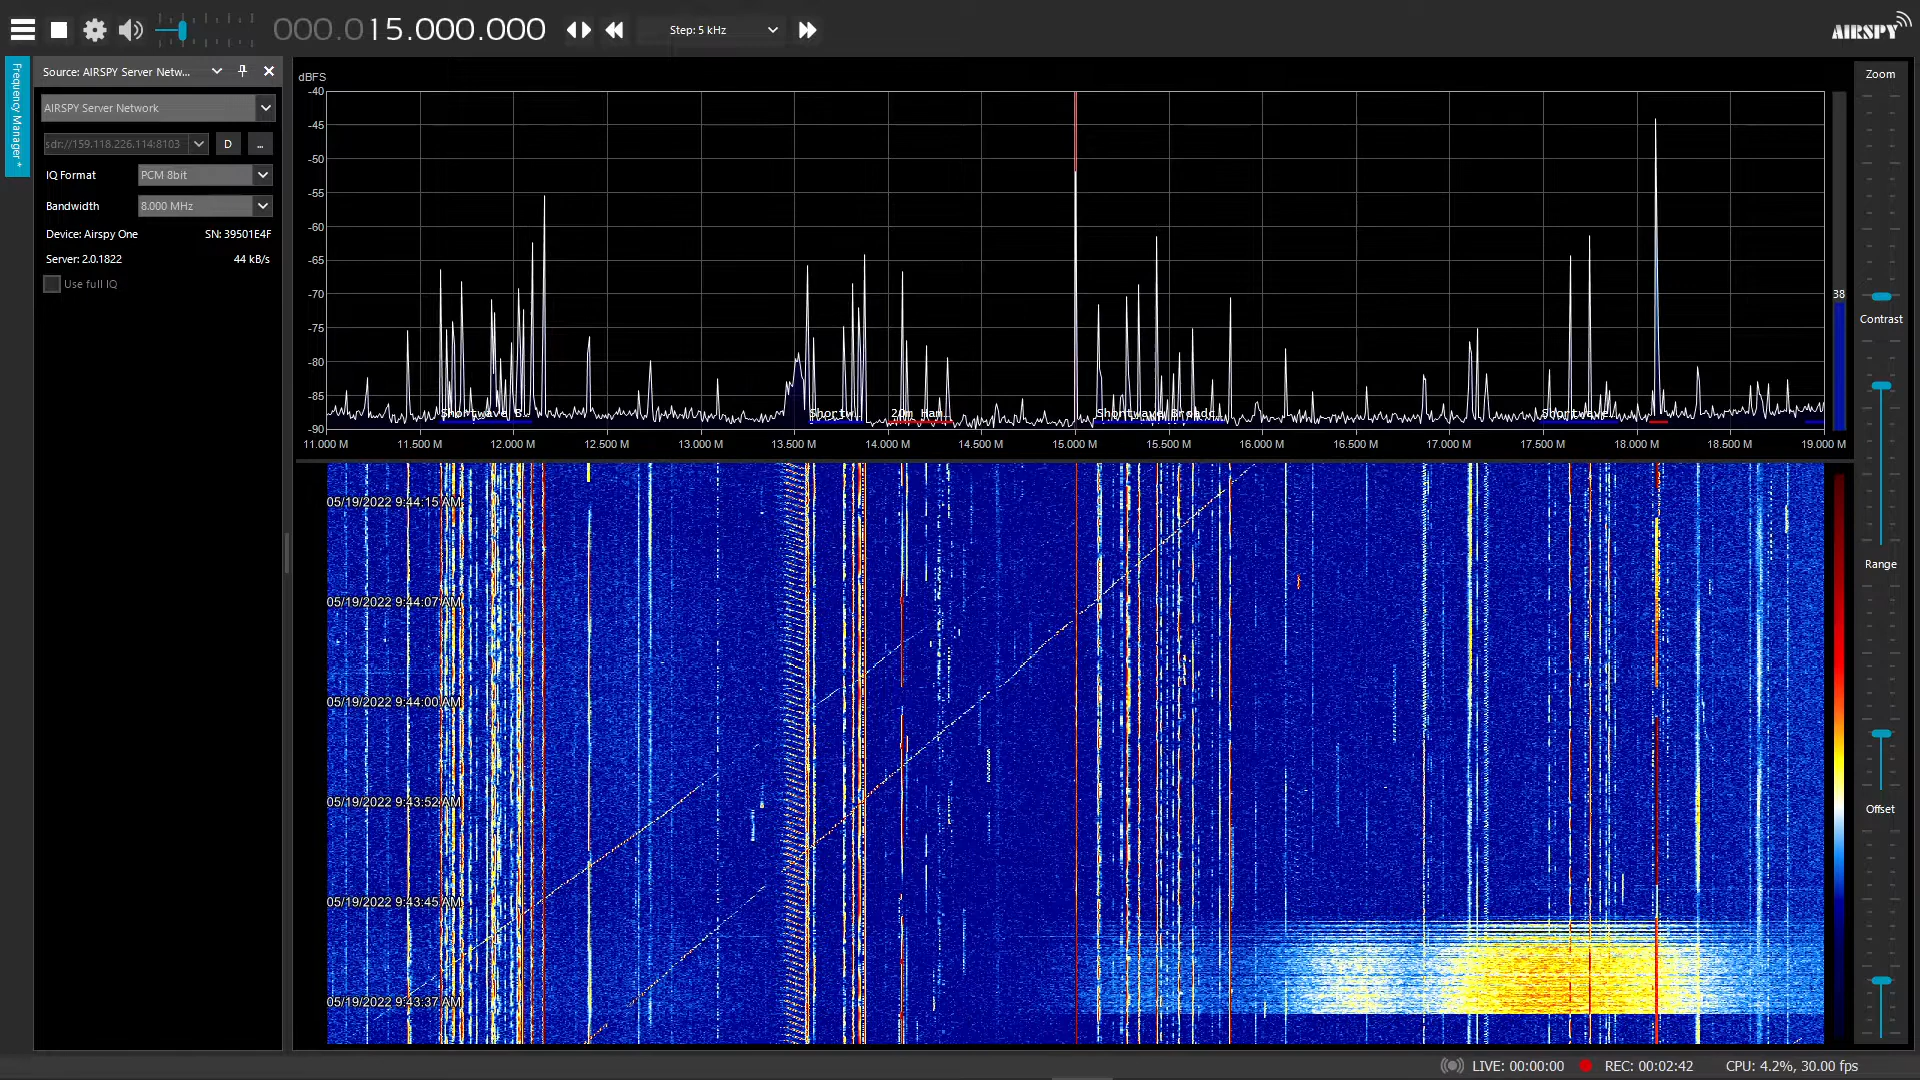 000.015.000.000
Step: 5 kHz
AIRSPY
Frequency Manager *
Source: AIRSPY Server Netw...
AIRSPY Server Network
sdr://159.118.226.114:8103
D
...
IQ Format
PCM 8bit
Bandwidth
8.000 MHz
Device: Airspy One
SN: 39501E4F
Server: 2.0.1822
44 kB/s
Use full IQ
dBFS
-40
-45
-50
-55
-60
-65
-70
-75
-80
-85
-90
Shortwave B...
Shortw...
20m Ham...
Shortwave Broadc...
Shortwave...
11.000 M
11.500 M
12.000 M
12.500 M
13.000 M
13.500 M
14.000 M
14.500 M
15.000 M
15.500 M
16.000 M
16.500 M
17.000 M
17.500 M
18.000 M
18.500 M
19.000 M
38
Zoom
Contrast
Range
Offset
05/19/2022 9:44:15 AM
05/19/2022 9:44:07 AM
05/19/2022 9:44:00 AM
05/19/2022 9:43:52 AM
05/19/2022 9:43:45 AM
05/19/2022 9:43:37 AM
LIVE: 00:00:00
REC: 00:02:42
CPU: 4.2%, 30.00 fps